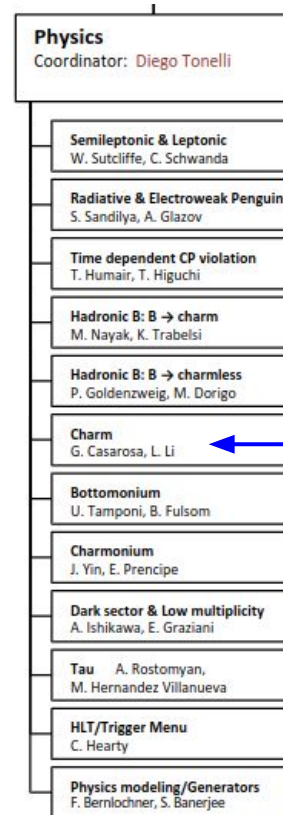 Physics
Coordinator: Diego Tonelli
Semileptonic & Leptonic
W. Sutcliffe, C. Schwanda
Radiative & Electroweak Penguin
S. Sandilya, A. Glazov
Time dependent CP violation
T. Humair, T. Higuchi
Hadronic B: B → charm
M. Nayak, K. Trabelsi
Hadronic B: B → charmless
P. Goldenzweig, M. Dorigo
Charm
G. Casarosa, L. Li
Bottomonium
U. Tamponi, B. Fulsom
Charmonium
J. Yin, E. Prencipe
Dark sector & Low multiplicity
A. Ishikawa, E. Graziani
Tau A. Rostomyan,
M. Hernandez Villanueva
HLT/Trigger Menu
C. Hearty
Physics modeling/Generators
F. Bernlochner, S. Banerjee